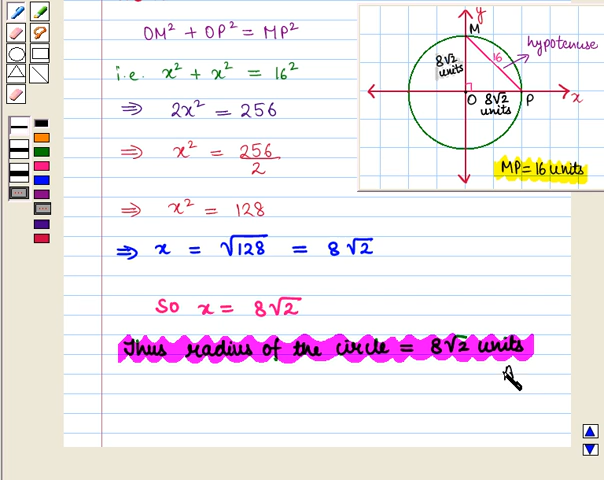 OM² + OP² = MP²
i.e. x² + x² = 16²
⇒ 2x² = 256
⇒ x² = 256/2
⇒ x² = 128
⇒ x = √128 = 8√2
So x = 8√2
Thus radius of the circle = 8√2 units
y
M
hypotenuse
8√2
units
16
O
8√2
units
P
x
MP = 16 units